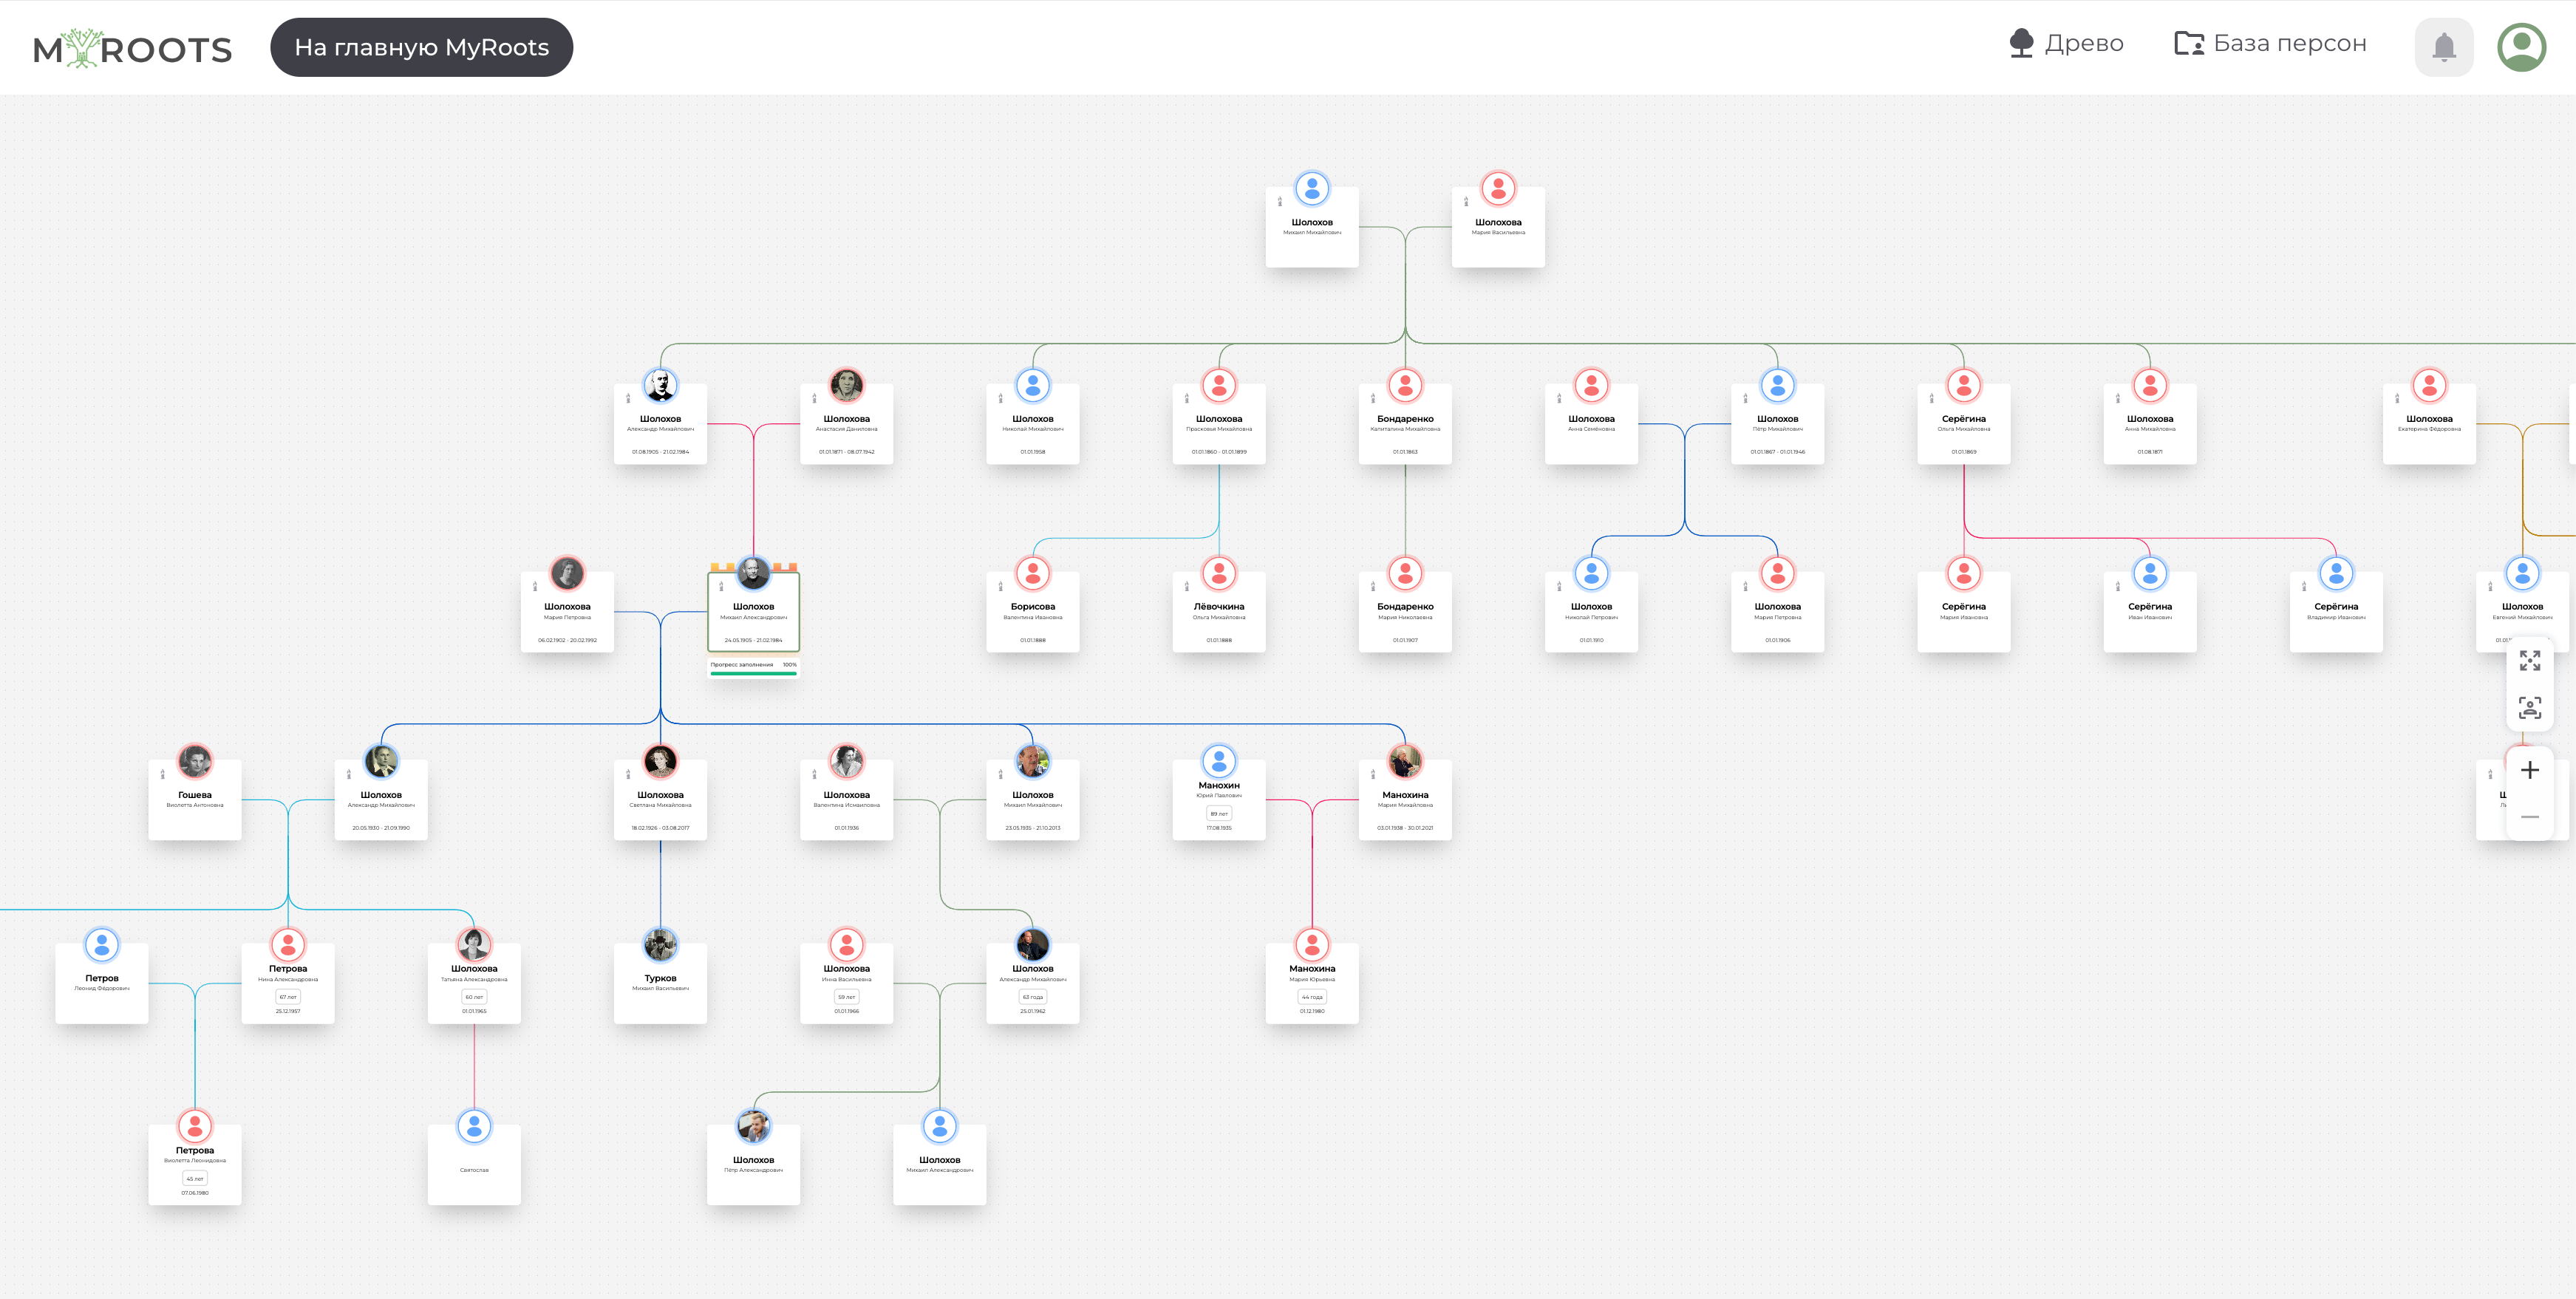 MYROOTS
На главную MyRoots
Древо
База персон
Шолохов
Михаил Михайлович
Шолохова
Мария Васильевна
Шолохов
Александр Михайлович
01.08.1905 - 21.02.1984
Шолохова
Анастасия Даниловна
01.01.1871 - 08.07.1942
Шолохов
Николай Михайлович
01.01.1958
Шолохова
Прасковья Михайловна
01.01.1860 - 01.01.1899
Бондаренко
Капиталина Михайловна
01.01.1863
Шолохова
Анна Семёновна
Шолохов
Пётр Михайлович
01.01.1867 - 01.01.1946
Серёгина
Ольга Михайловна
01.01.1869
Шолохова
Анна Михайловна
01.08.1871
Шолохова
Екатерина Фёдоровна
Шолохова
Мария Петровна
06.02.1902 - 20.02.1992
Шолохов
Михаил Александрович
24.05.1905 - 21.02.1984
Прогресс заполнения 100%
Борисова
Валентина Ивановна
01.01.1888
Лёвочкина
Ольга Михайловна
01.01.1888
Бондаренко
Мария Николаевна
01.01.1907
Шолохов
Николай Петрович
01.01.1910
Шолохова
Мария Петровна
01.01.1906
Серёгина
Мария Ивановна
Серёгина
Иван Иванович
Серёгина
Владимир Иванович
Шолохов
Евгений Михайлович
Гошева
Виолетта Антоновна
Шолохов
Александр Михайлович
20.05.1930 - 21.09.1990
Шолохова
Светлана Михайловна
18.02.1926 - 03.08.2017
Шолохова
Валентина Исмаиловна
01.01.1936
Шолохов
Михаил Михайлович
23.05.1935 - 21.10.2013
Манохин
Юрий Павлович
89 лет
17.08.1935
Манохина
Мария Михайловна
03.01.1938 - 30.01.2021
Петров
Леонид Фёдорович
Петрова
Нина Александровна
67 лет
25.12.1957
Шолохова
Татьяна Александровна
60 лет
01.01.1965
Турков
Михаил Васильевич
Шолохова
Инна Васильевна
59 лет
01.01.1966
Шолохов
Александр Михайлович
63 года
25.01.1962
Манохина
Мария Юрьевна
44 года
01.12.1980
Петрова
Виолетта Леонидовна
45 лет
07.06.1980
Святослав
Шолохов
Пётр Александрович
Шолохов
Михаил Александрович